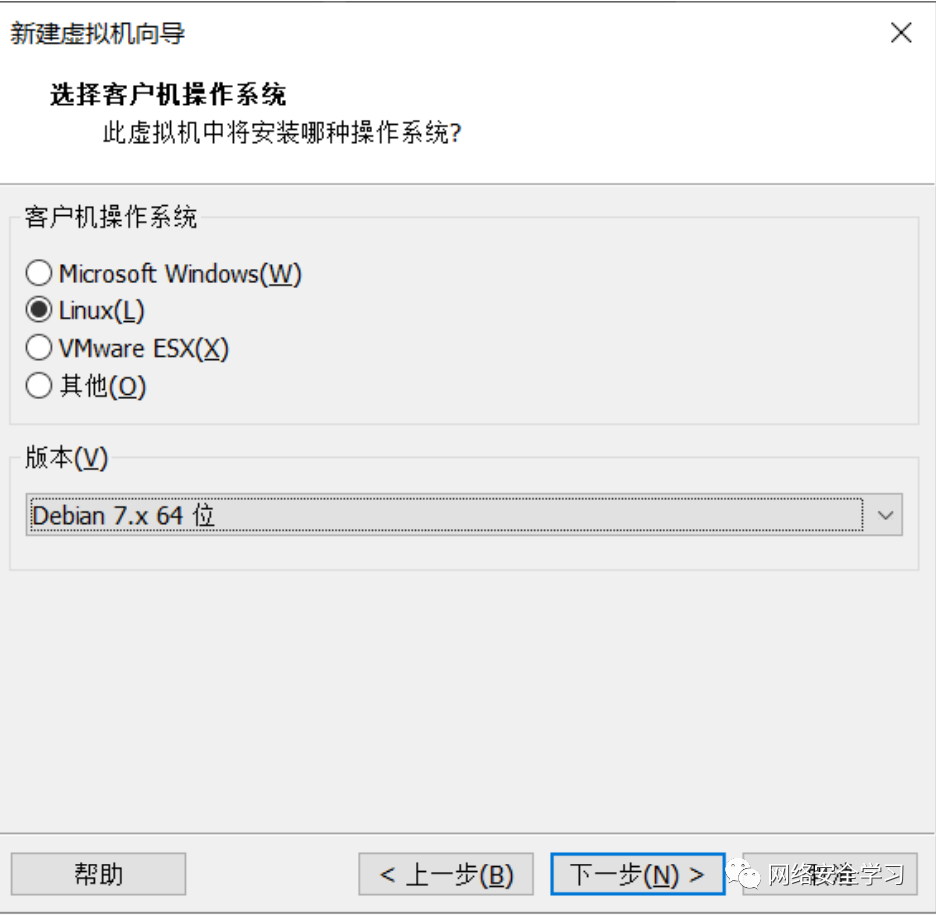 新建虚拟机向导
选择客户机操作系统
此虚拟机中将安装哪种操作系统?
客户机操作系统
Microsoft Windows(W)
Linux(L)
VMware ESX(X)
其他(O)
版本(V)
Debian 7.x 64 位
帮助
< 上一步(B)
下一步(N) >
取消
网络安全学习